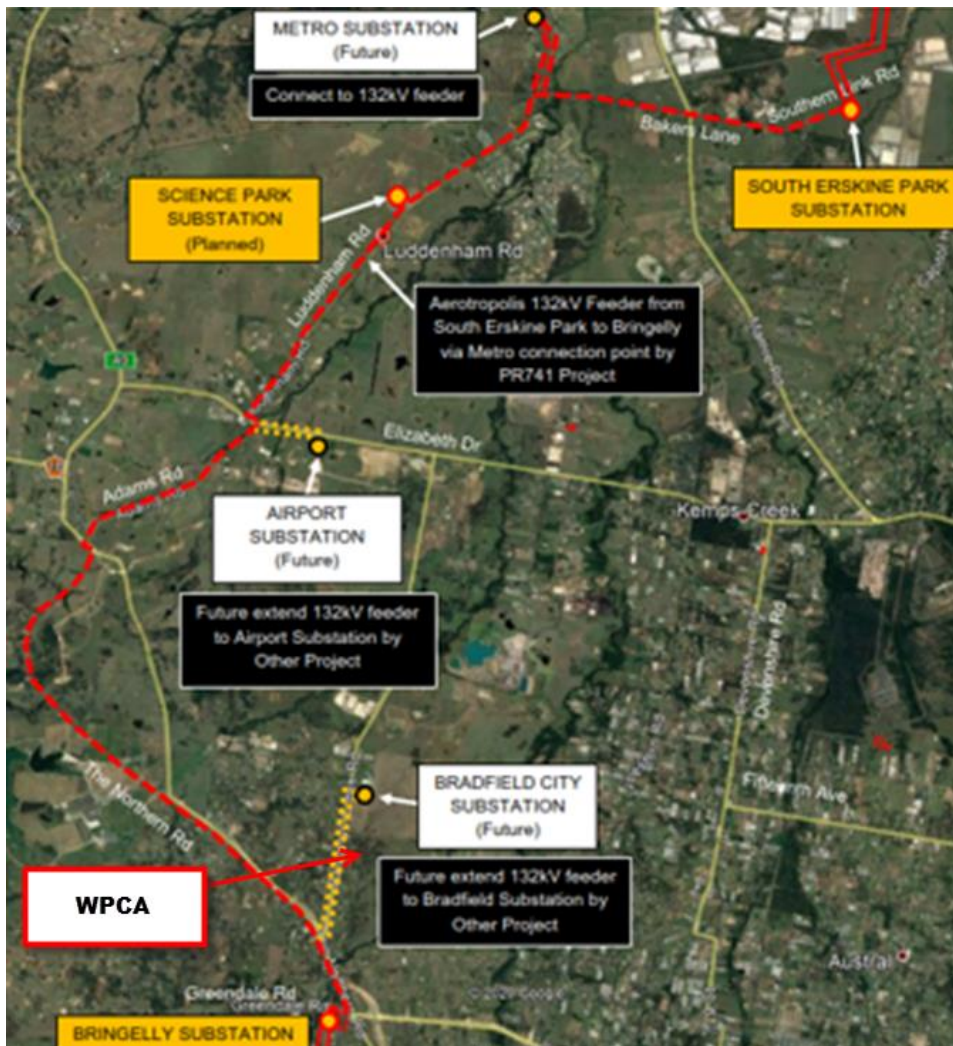 METRO SUBSTATION
(Future)
Connect to 132kV feeder
Southern Link Rd
Bakers Lane
SCIENCE PARK
SUBSTATION
(Planned)
SOUTH ERSKINE PARK
SUBSTATION
Luddenham Rd
Luddenham Rd
Aerotropolis 132kV Feeder from
South Erskine Park to Bringelly
via Metro connection point by
PR741 Project
Elizabeth Dr
Adams Rd
AIRPORT
SUBSTATION
(Future)
Kemps Creek
Future extend 132kV feeder
to Airport Substation by
Other Project
Devonshire Rd
The Northern Rd
BRADFIELD CITY
SUBSTATION
(Future)
Fifteenth Ave
WPCA
Future extend 132kV feeder
to Bradfield Substation by
Other Project
Austral
Greendale Rd
Greendale Rd
BRINGELLY SUBSTATION